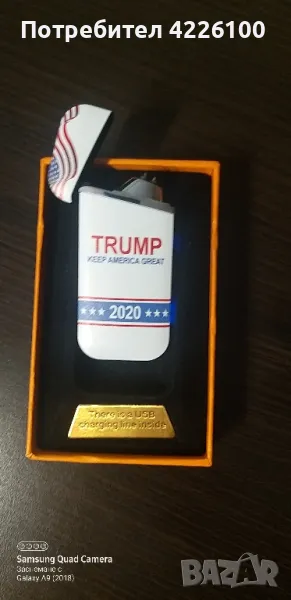 Потребител 4226100
TRUMP
KEEP AMERICA GREAT
★★★ 2020 ★★★
There is a USB
charging line inside
Samsung Quad Camera
Заснемане с
Galaxy A9 (2018)
BAZAR